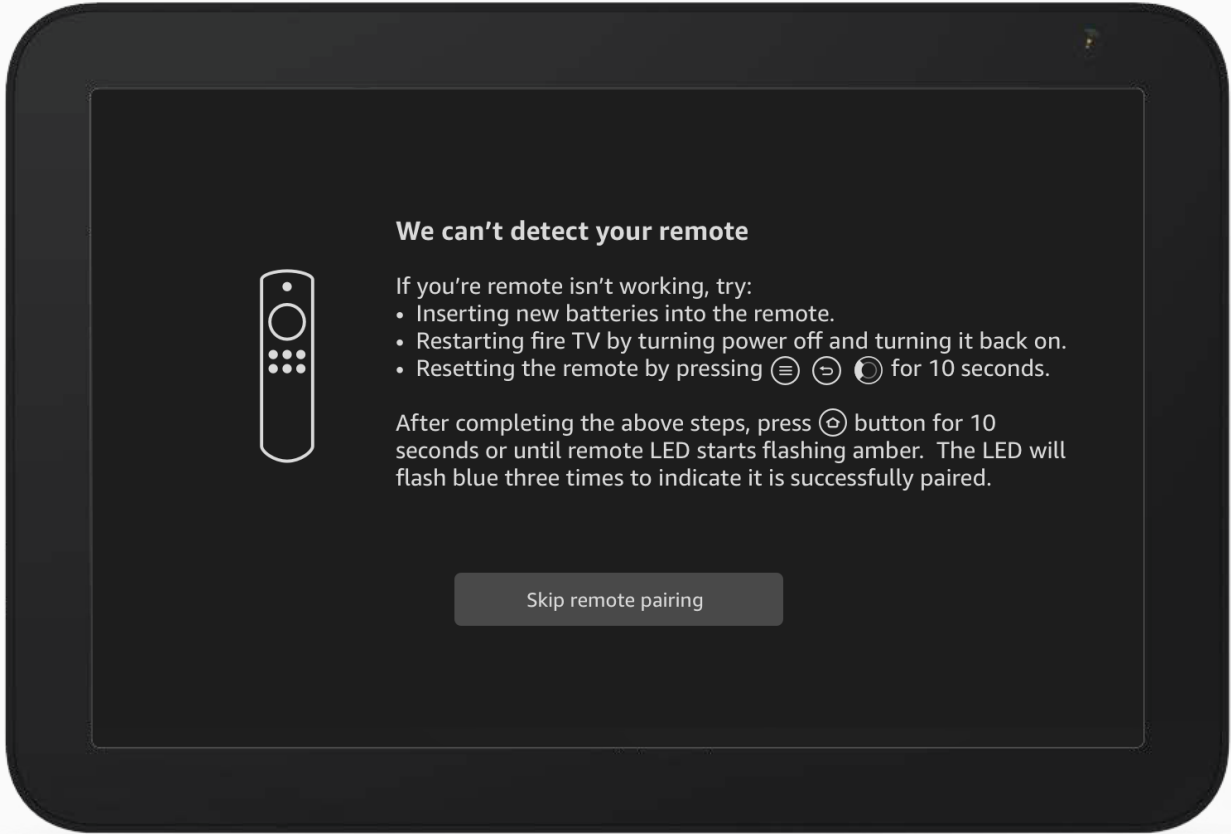 We can't detect your remote
If you're remote isn't working, try:
• Inserting new batteries into the remote.
• Restarting fire TV by turning power off and turning it back on.
• Resetting the remote by pressing for 10 seconds.
After completing the above steps, press button for 10
seconds or until remote LED starts flashing amber. The LED will
flash blue three times to indicate it is successfully paired.
Skip remote pairing